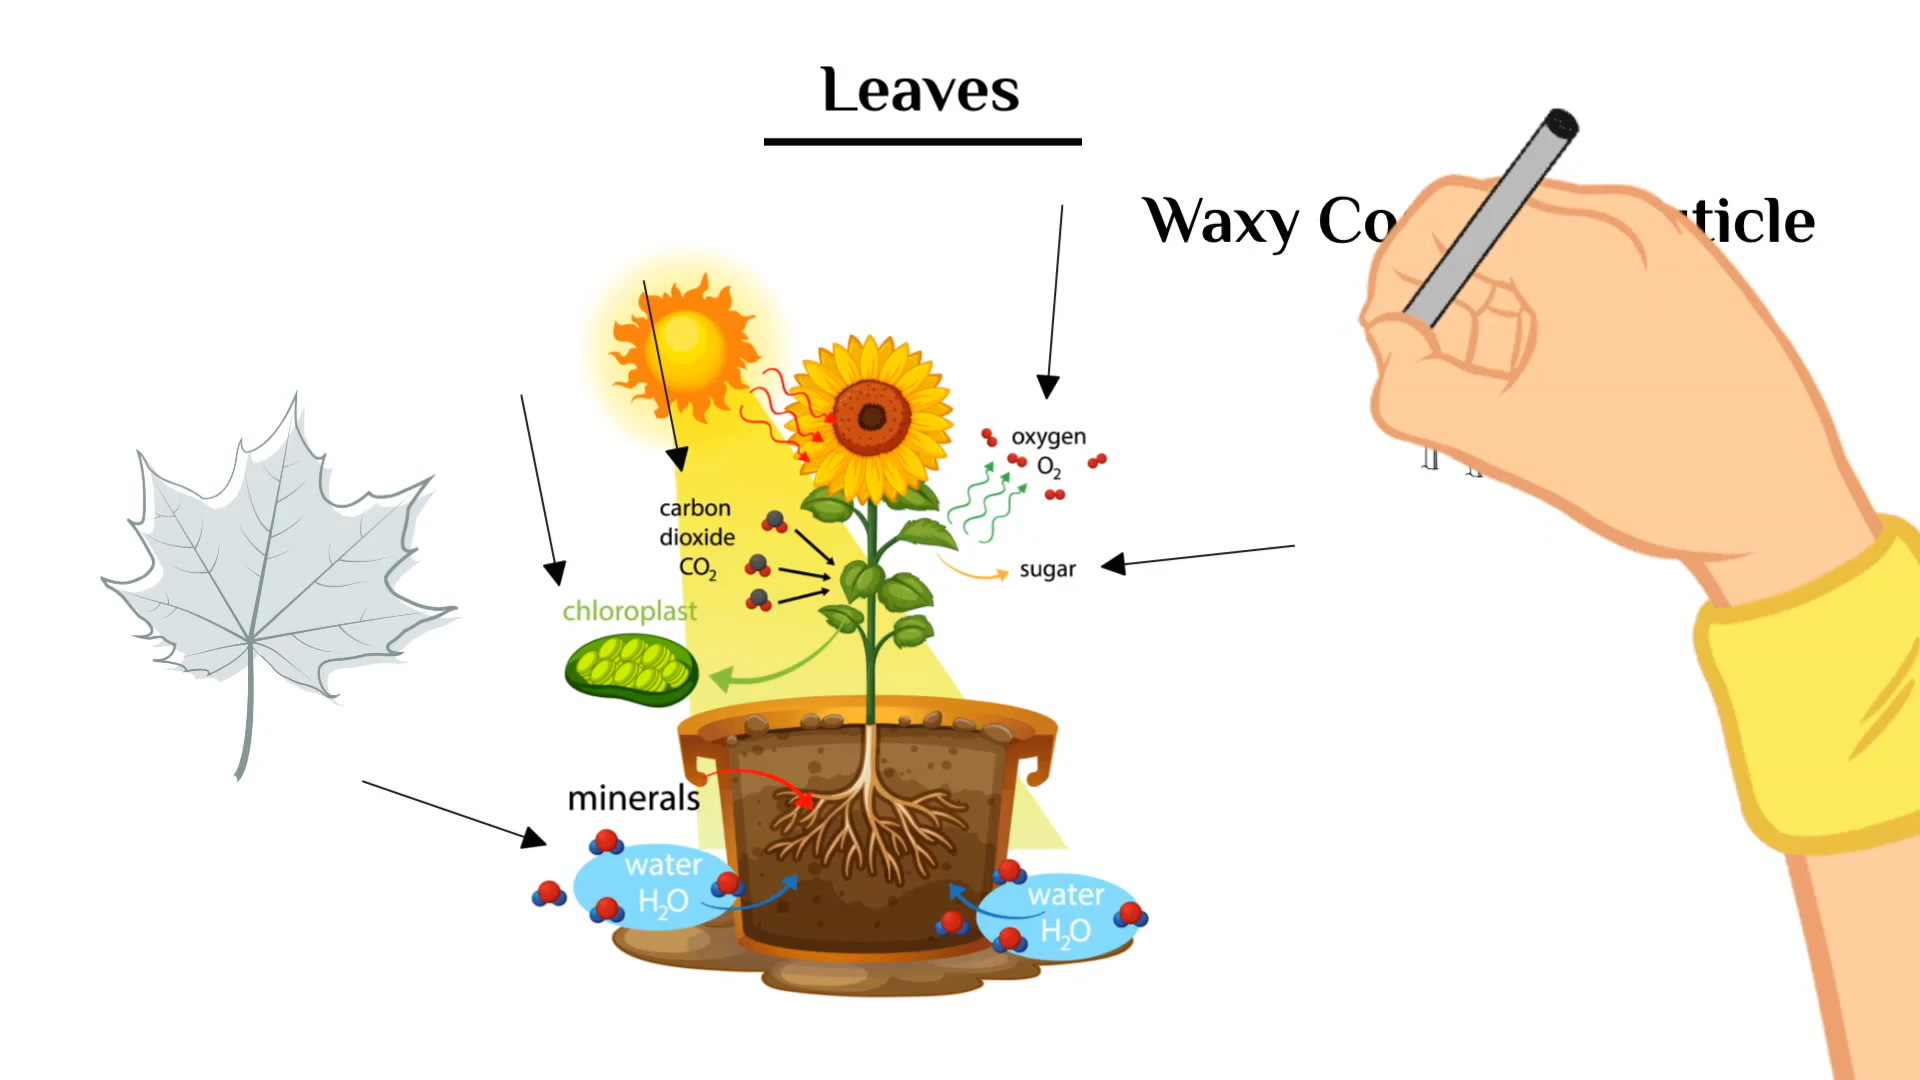 Leaves
Waxy Co ticle
oxygen
O2
carbon
dioxide
CO2
sugar
chloroplast
minerals
water
H2O
water
H2O